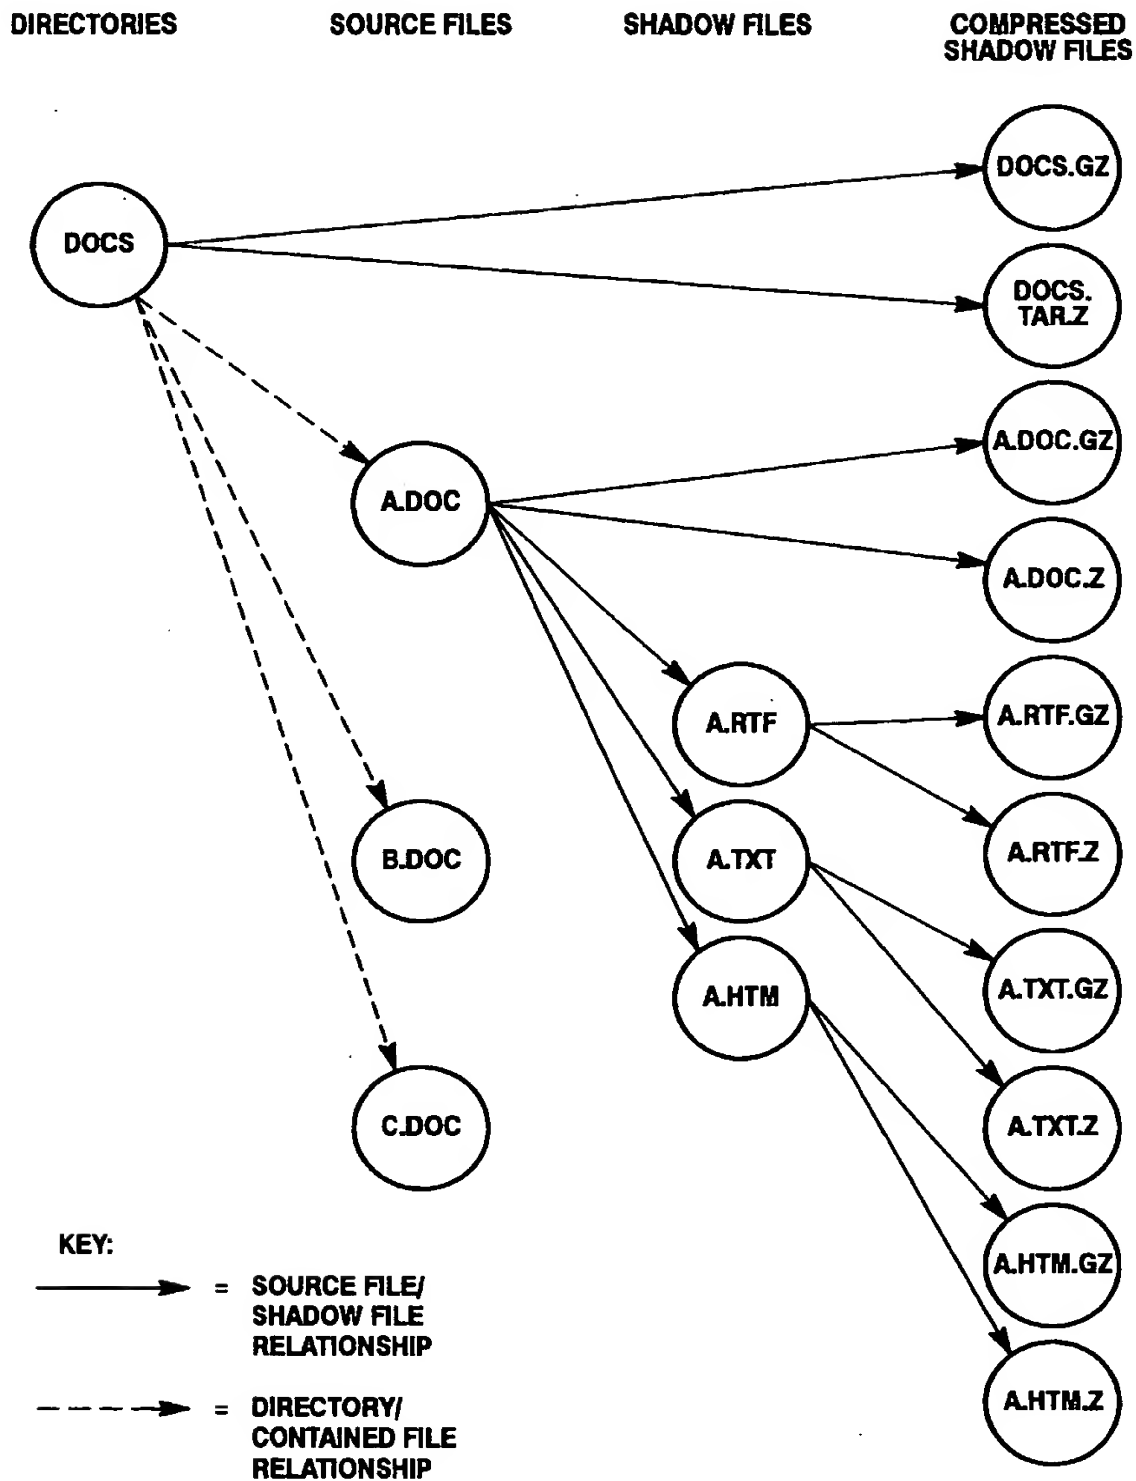 DIRECTORIES
SOURCE FILES
SHADOW FILES
COMPRESSED
SHADOW FILES
DOCS.GZ
DOCS
DOCS.
TAR.Z
A.DOC.GZ
A.DOC
A.DOC.Z
A.RTF
A.RTF.GZ
B.DOC
A.TXT
A.RTF.Z
A.HTM
A.TXT.GZ
C.DOC
A.TXT.Z
A.HTM.GZ
A.HTM.Z
KEY:
= SOURCE FILE/
SHADOW FILE
RELATIONSHIP
= DIRECTORY/
CONTAINED FILE
RELATIONSHIP